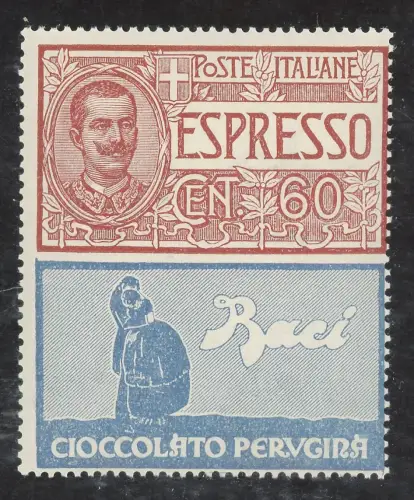 POSTE ITALIANE
ESPRESSO
CENT. 60
Baci
CIOCCOLATO PERVGINA